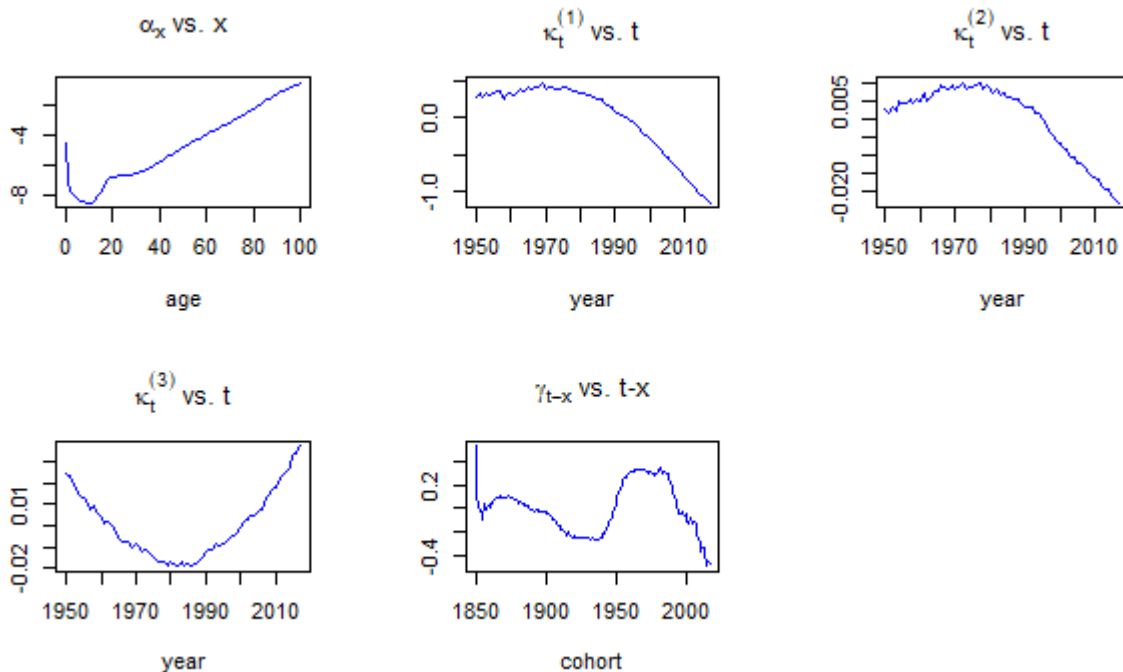 αₓ vs. x
κₜ⁽¹⁾ vs. t
κₜ⁽²⁾ vs. t
-4
-8
0 20 40 60 80 100
age
0.0
-1.0
1950 1970 1990 2010
year
0.005
-0.020
1950 1970 1990 2010
year
κₜ⁽³⁾ vs. t
γₜ₋ₓ vs. t-x
0.01
-0.02
1950 1970 1990 2010
year
0.2
-0.4
1850 1900 1950 2000
cohort